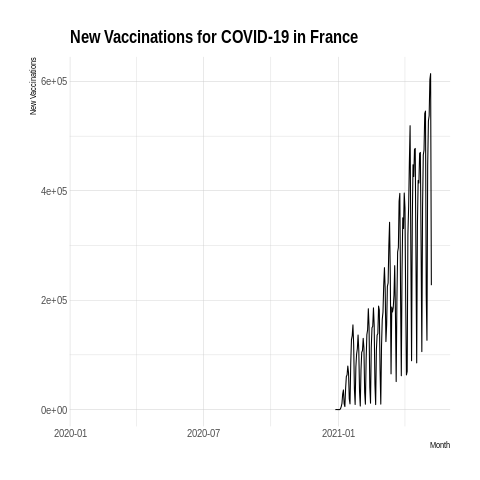 New Vaccinations for COVID-19 in France
New Vaccinations
6e+05
4e+05
2e+05
0e+00
2020-01 2020-07 2021-01
Month